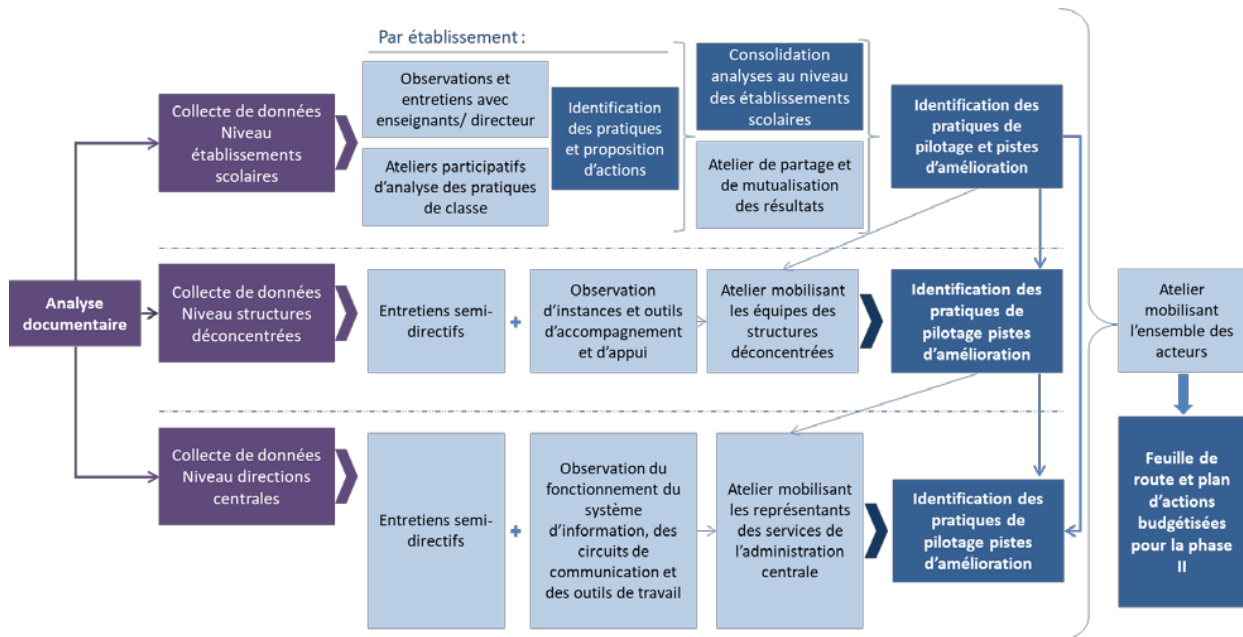 Par établissement :
Collecte de données
Niveau
établissements
scolaires
Observations et
entretiens avec
enseignants/ directeur
Ateliers participatifs
d'analyse des pratiques
de classe
Identification
des pratiques
et proposition
d'actions
Consolidation
analyses au niveau
des établissements
scolaires
Atelier de partage et
de mutualisation
des résultats
Identification des
pratiques de
pilotage et pistes
d'amélioration
Analyse
documentaire
Collecte de données
Niveau structures
déconcentrées
Entretiens semi-
directifs
+
Observation
d'instances et outils
d'accompagnement
et d'appui
Atelier mobilisant
les équipes des
structures
déconcentrées
Identification des
pratiques de
pilotage pistes
d'amélioration
Atelier
mobilisant
l'ensemble des
acteurs
Collecte de données
Niveau directions
centrales
Entretiens semi-
directifs
+
Observation du
fonctionnement du
système
d'information, des
circuits de
communication et
des outils de travail
Atelier mobilisant
les représentants
des services de
l'administration
centrale
Identification des
pratiques de
pilotage pistes
d'amélioration
Feuille de
route et plan
d'actions
budgétisées
pour la phase
II